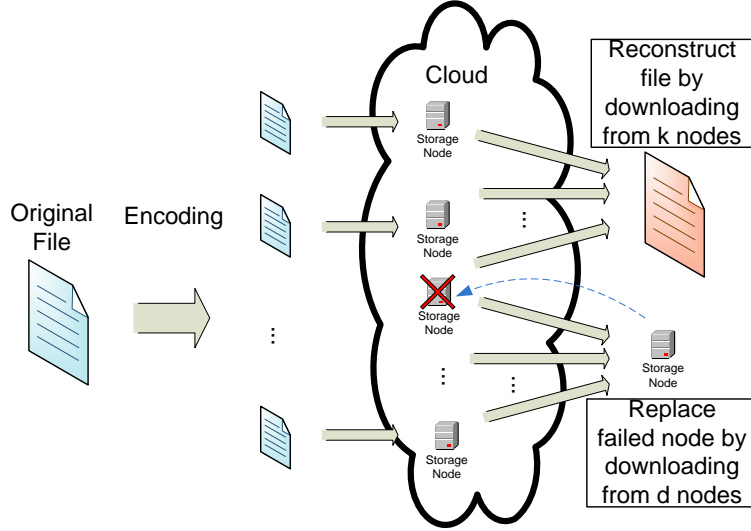 Original
File
Encoding
⋮
Cloud
Storage
Node
Storage
Node
...
Storage
Node
⋮
...
Storage
Node
Reconstruct
file by
downloading
from k nodes
Storage
Node
Replace
failed node by
downloading
from d nodes